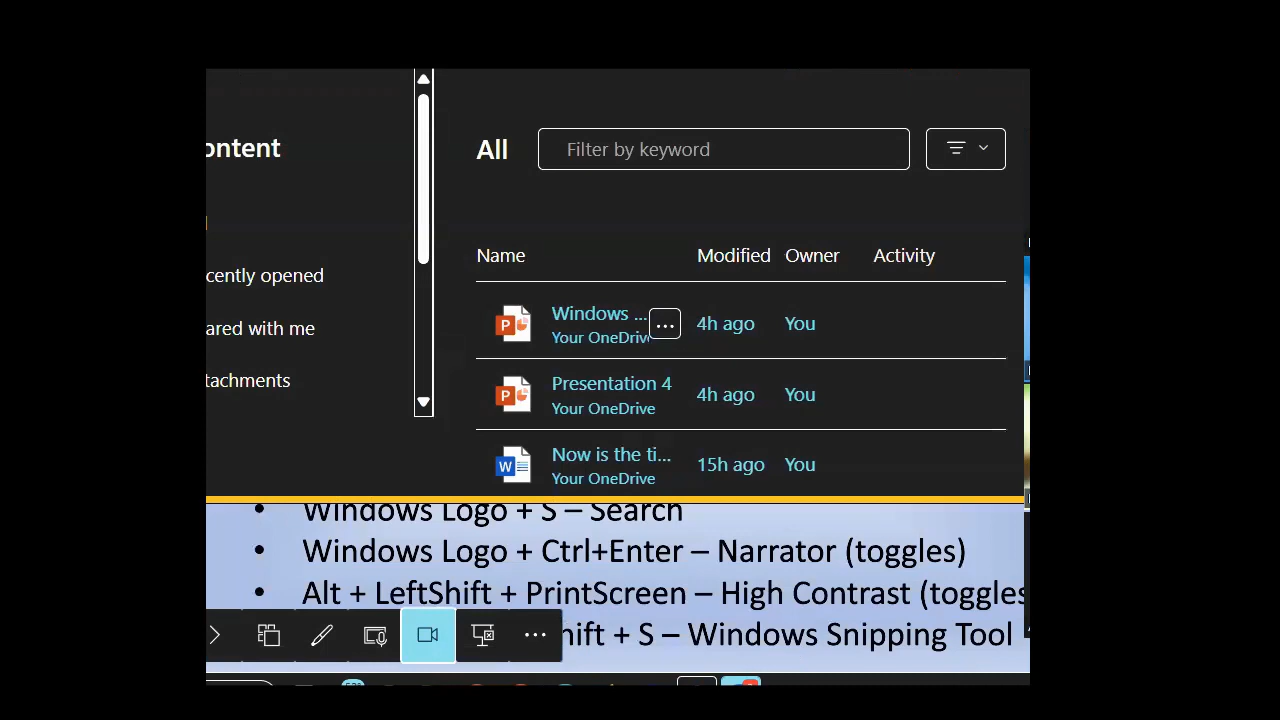 ontent
All
Filter by keyword
Name Modified Owner Activity
cently opened
ared with me
tachments
Windows ...
Your OneDrive
4h ago You
Presentation 4
Your OneDrive
4h ago You
Now is the ti...
Your OneDrive
15h ago You
• Windows Logo + S – Search
• Windows Logo + Ctrl+Enter – Narrator (toggles)
• Alt + LeftShift + PrintScreen – High Contrast (toggles
hift + S – Windows Snipping Tool